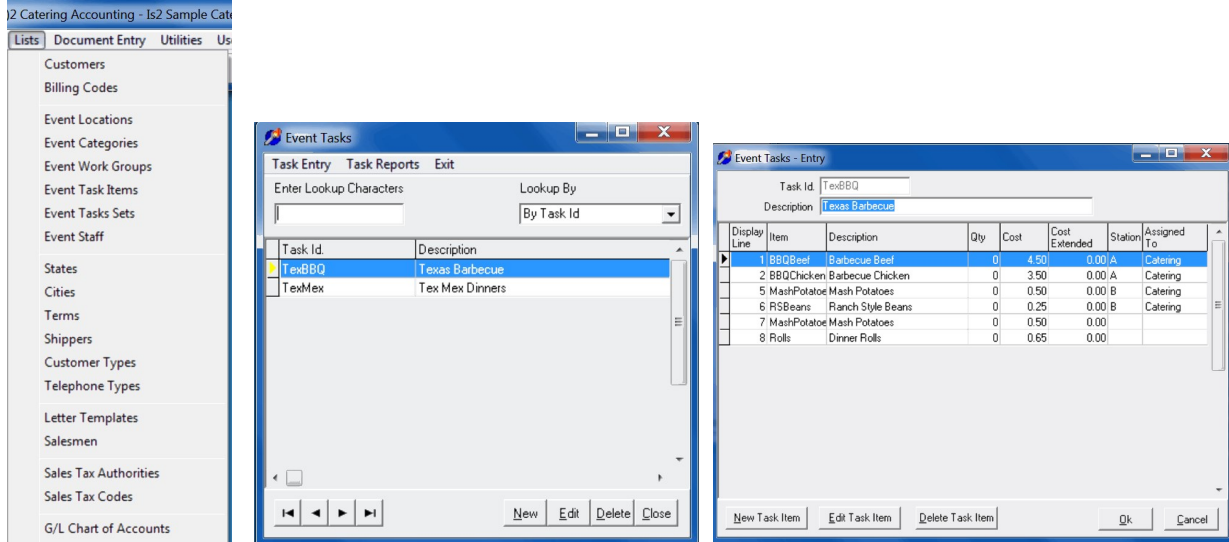 )2 Catering Accounting - Is2 Sample Cate
Lists Document Entry Utilities Us
Customers
Billing Codes
Event Locations
Event Categories
Event Work Groups
Event Task Items
Event Tasks Sets
Event Staff
States
Cities
Terms
Shippers
Customer Types
Telephone Types
Letter Templates
Salesmen
Sales Tax Authorities
Sales Tax Codes
G/L Chart of Accounts
Event Tasks
Task Entry Task Reports Exit
Enter Lookup Characters Lookup By
By Task Id
Task Id. Description
TexBBQ Texas Barbecue
TexMex Tex Mex Dinners
New Edit Delete Close
Event Tasks - Entry
Task Id. TexBBQ
Description Texas Barbecue
Display Line Item Description Qty Cost Cost Extended Station Assigned To
1 BBQBeef Barbecue Beef 0 4.50 0.00 A Catering
2 BBQChicken Barbecue Chicken 0 3.50 0.00 A Catering
5 MashPotatoe Mash Potatoes 0 0.50 0.00 B Catering
6 RSBeans Ranch Style Beans 0 0.25 0.00 B Catering
7 MashPotatoe Mash Potatoes 0 0.50 0.00
8 Rolls Dinner Rolls 0 0.65 0.00
New Task Item Edit Task Item Delete Task Item Ok Cancel